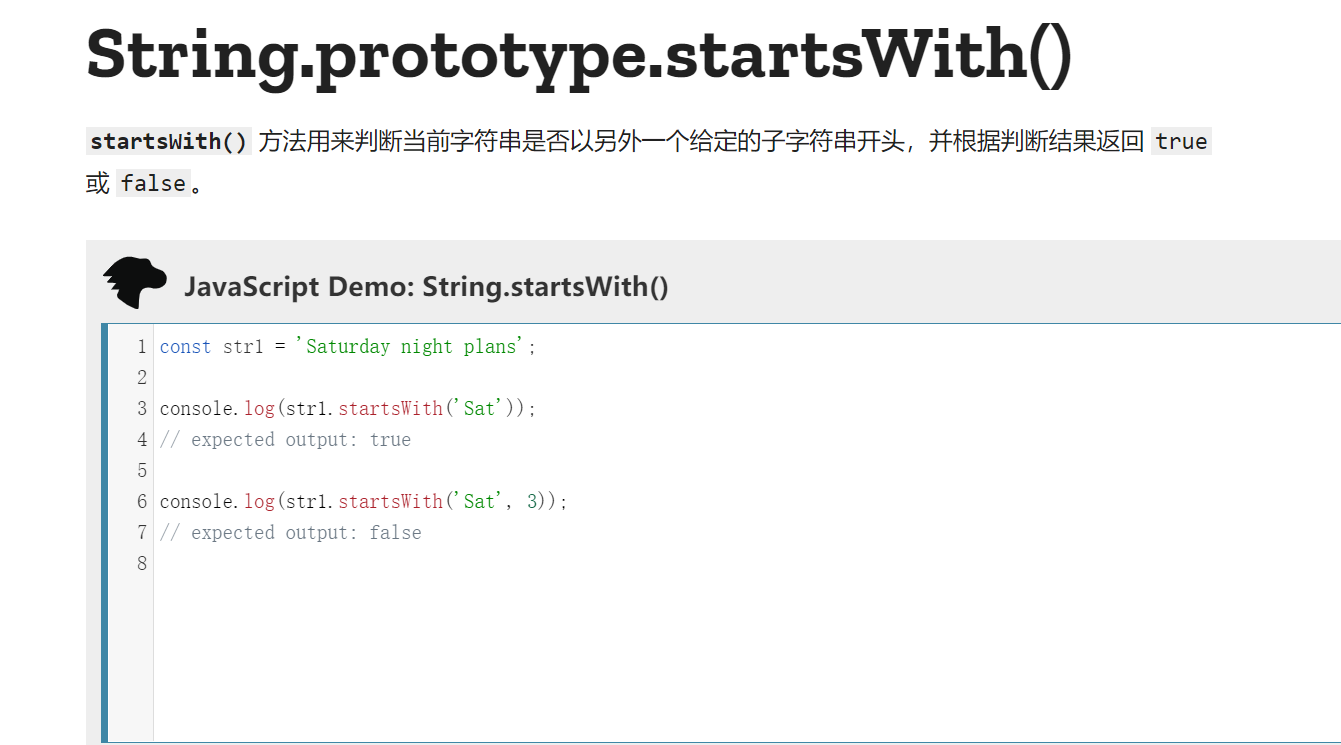 String.prototype.startsWith()
startsWith() 方法用来判断当前字符串是否以另外一个给定的子字符串开头，并根据判断结果返回 true
或 false。
JavaScript Demo: String.startsWith()
1 const str1 = 'Saturday night plans';
2
3 console.log(str1.startsWith('Sat'));
4 // expected output: true
5
6 console.log(str1.startsWith('Sat', 3));
7 // expected output: false
8